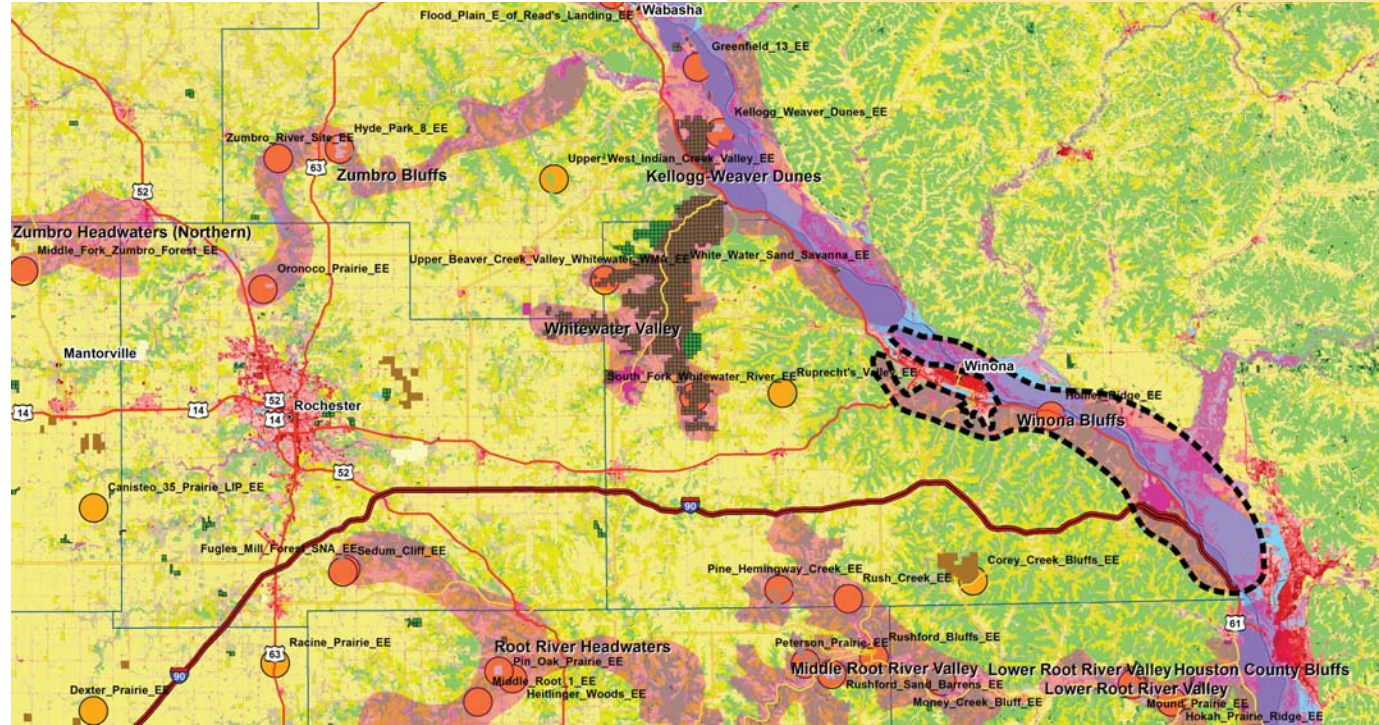 Flood_Plain_E_of_Read's_Landing_EE
Wabasha
Greenfield_13_EE
Kellogg_Weaver_Dunes_EE
Hyde_Park_8_EE
Zumbro_River_Site_EE
63
Upper_West_Indian_Creek_Valley_EE
Zumbro Bluffs
Kellogg-Weaver Dunes
52
Zumbro Headwaters (Northern)
Middle_Fork_Zumbro_Forest_EE
Oronoco_Prairie_EE
Upper_Beaver_Creek_Valley_Whitewater_WMA_EE
White_Water_Sand_Savanna_EE
Whitewater Valley
Mantorville
Winona
South_Fork_Whitewater_River_EE
Ruprecht's_Valley_EE
52
14
14
14
Rochester
Winona Bluffs
52
Canisteo_35_Prairie_LIP_EE
90
Fugles_Mill_Forest_SNA_EE
Sedum_Cliff_EE
Pine_Hemingway_Creek_EE
Rush_Creek_EE
Corey_Creek_Bluffs_EE
61
Racine_Prairie_EE
63
Root River Headwaters
Peterson_Prairie_EE
Rushford_Bluffs_EE
90
Pin_Oak_Prairie_EE
Middle Root River Valley
Lower Root River Valley
Houston County Bluffs
Middle_Root_1_EE
Rushford_Sand_Barrens_EE
Lower Root River Valley
Dexter_Prairie_EE
Heitlinger_Woods_EE
Money_Creek_Bluff_EE
Mound_Prairie_EE
Hokah_Prairie_Ridge_EE